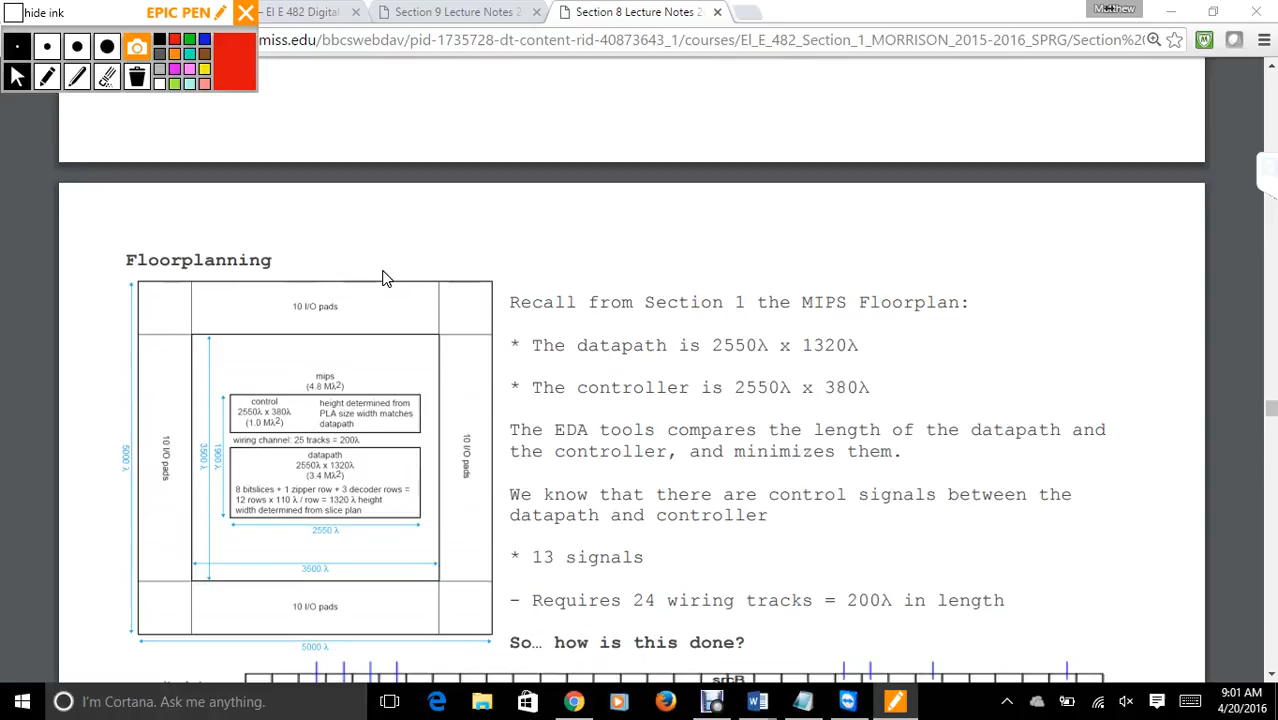 hide ink
EPIC PEN
El E 482 Digital
Section 9 Lecture Notes 2
Section 8 Lecture Notes 2
Matthew
miss.edu/bbcswebdav/pid-1735728-dt-content-rid-40873643_1/courses/El_E_482_Section_1_MORRISON_2015-2016_SPRG/Section%20
Floorplanning
10 I/O pads
mips
(4.8 Mλ2)
control
2550λ x 380λ
(1.0 Mλ2)
height determined from
PLA size width matches
datapath
wiring channel: 25 tracks = 200λ
datapath
2550λ x 1320λ
(3.4 Mλ2)
8 bitslices + 1 zipper row + 3 decoder rows =
12 rows x 110 λ / row = 1320 λ height
width determined from slice plan
2550 λ
3500 λ
10 I/O pads
5000 λ
5000 λ
10 I/O pads
3500 λ
1900 λ
10 I/O pads
Recall from Section 1 the MIPS Floorplan:
* The datapath is 2550λ x 1320λ
* The controller is 2550λ x 380λ
The EDA tools compares the length of the datapath and
the controller, and minimizes them.
We know that there are control signals between the
datapath and controller
* 13 signals
- Requires 24 wiring tracks = 200λ in length
So… how is this done?
I'm Cortana. Ask me anything.
9:01 AM
4/20/2016